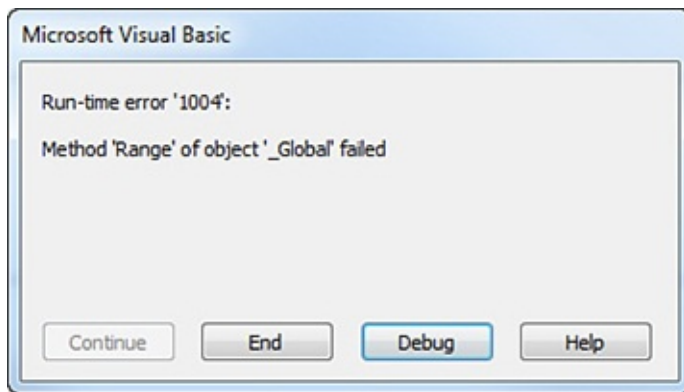 Microsoft Visual Basic
Run-time error '1004':
Method 'Range' of object '_Global' failed
Continue
End
Debug
Help